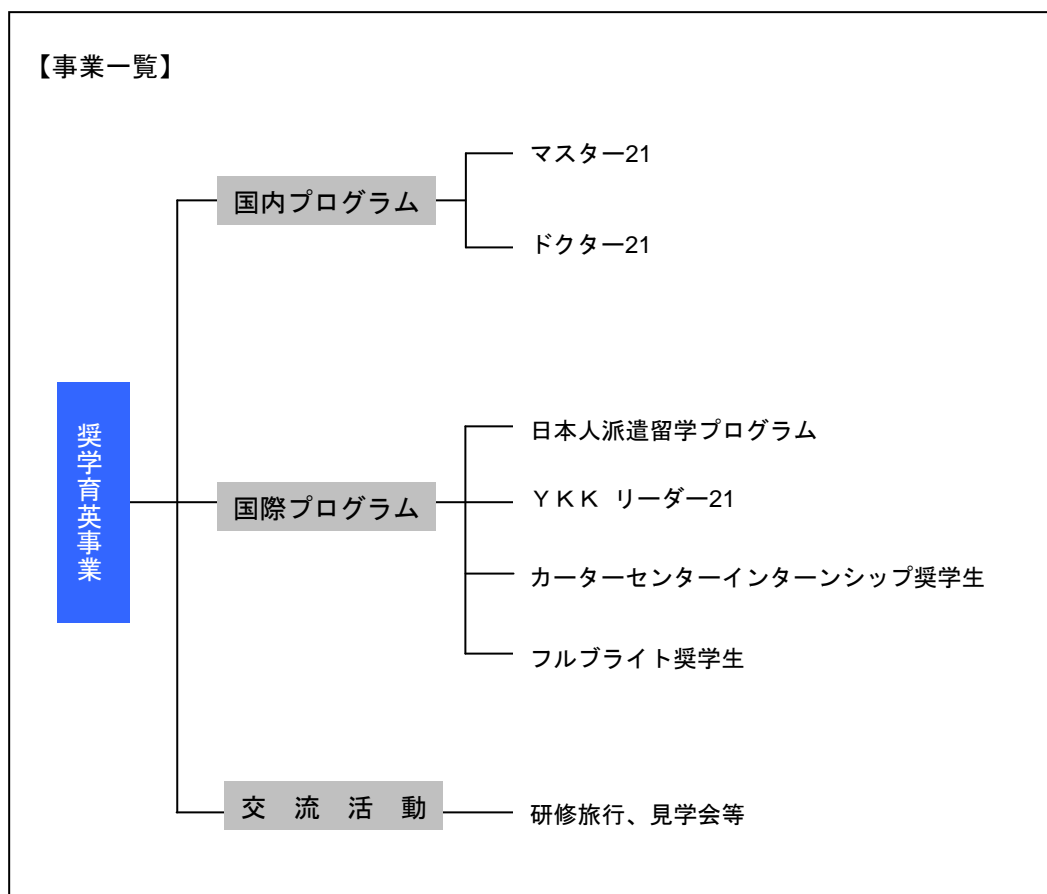 【事業一覧】
マスター21
国内プログラム
ドクター21
奨学育英事業
日本人派遣留学プログラム
国際プログラム
ＹＫＫ リーダー21
カーターセンターインターンシップ奨学生
フルブライト奨学生
交　流　活　動
研修旅行、見学会等